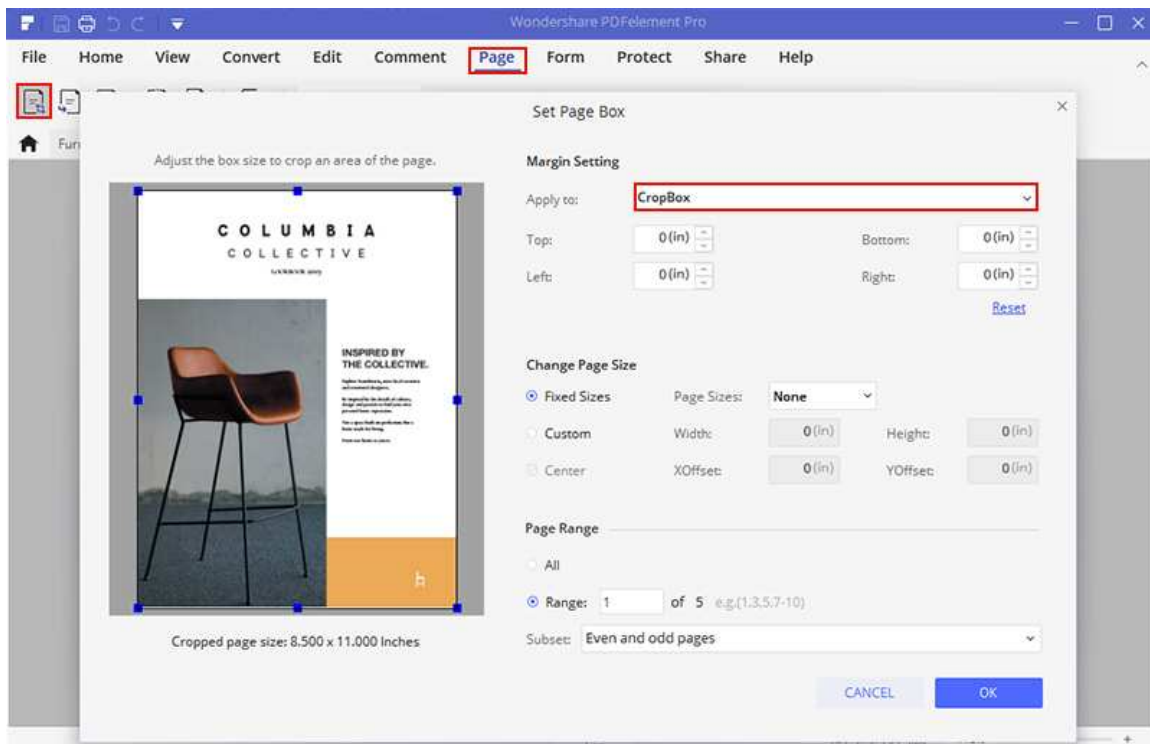 Wondershare PDFelement Pro
File Home View Convert Edit Comment Page Form Protect Share Help
Set Page Box
Adjust the box size to crop an area of the page.
COLUMBIA
COLLECTIVE
LOOKBOOK 2019
INSPIRED BY
THE COLLECTIVE.
h
Cropped page size: 8.500 x 11.000 Inches
Margin Setting
Apply to: CropBox
Top: 0(in) Bottom: 0(in)
Left: 0(in) Right: 0(in)
Reset
Change Page Size
Fixed Sizes Page Sizes: None
Custom Width: 0(in) Height: 0(in)
Center XOffset: 0(in) YOffset: 0(in)
Page Range
All
Range: 1 of 5 e.g.(1.3,5.7-10)
Subset: Even and odd pages
CANCEL OK